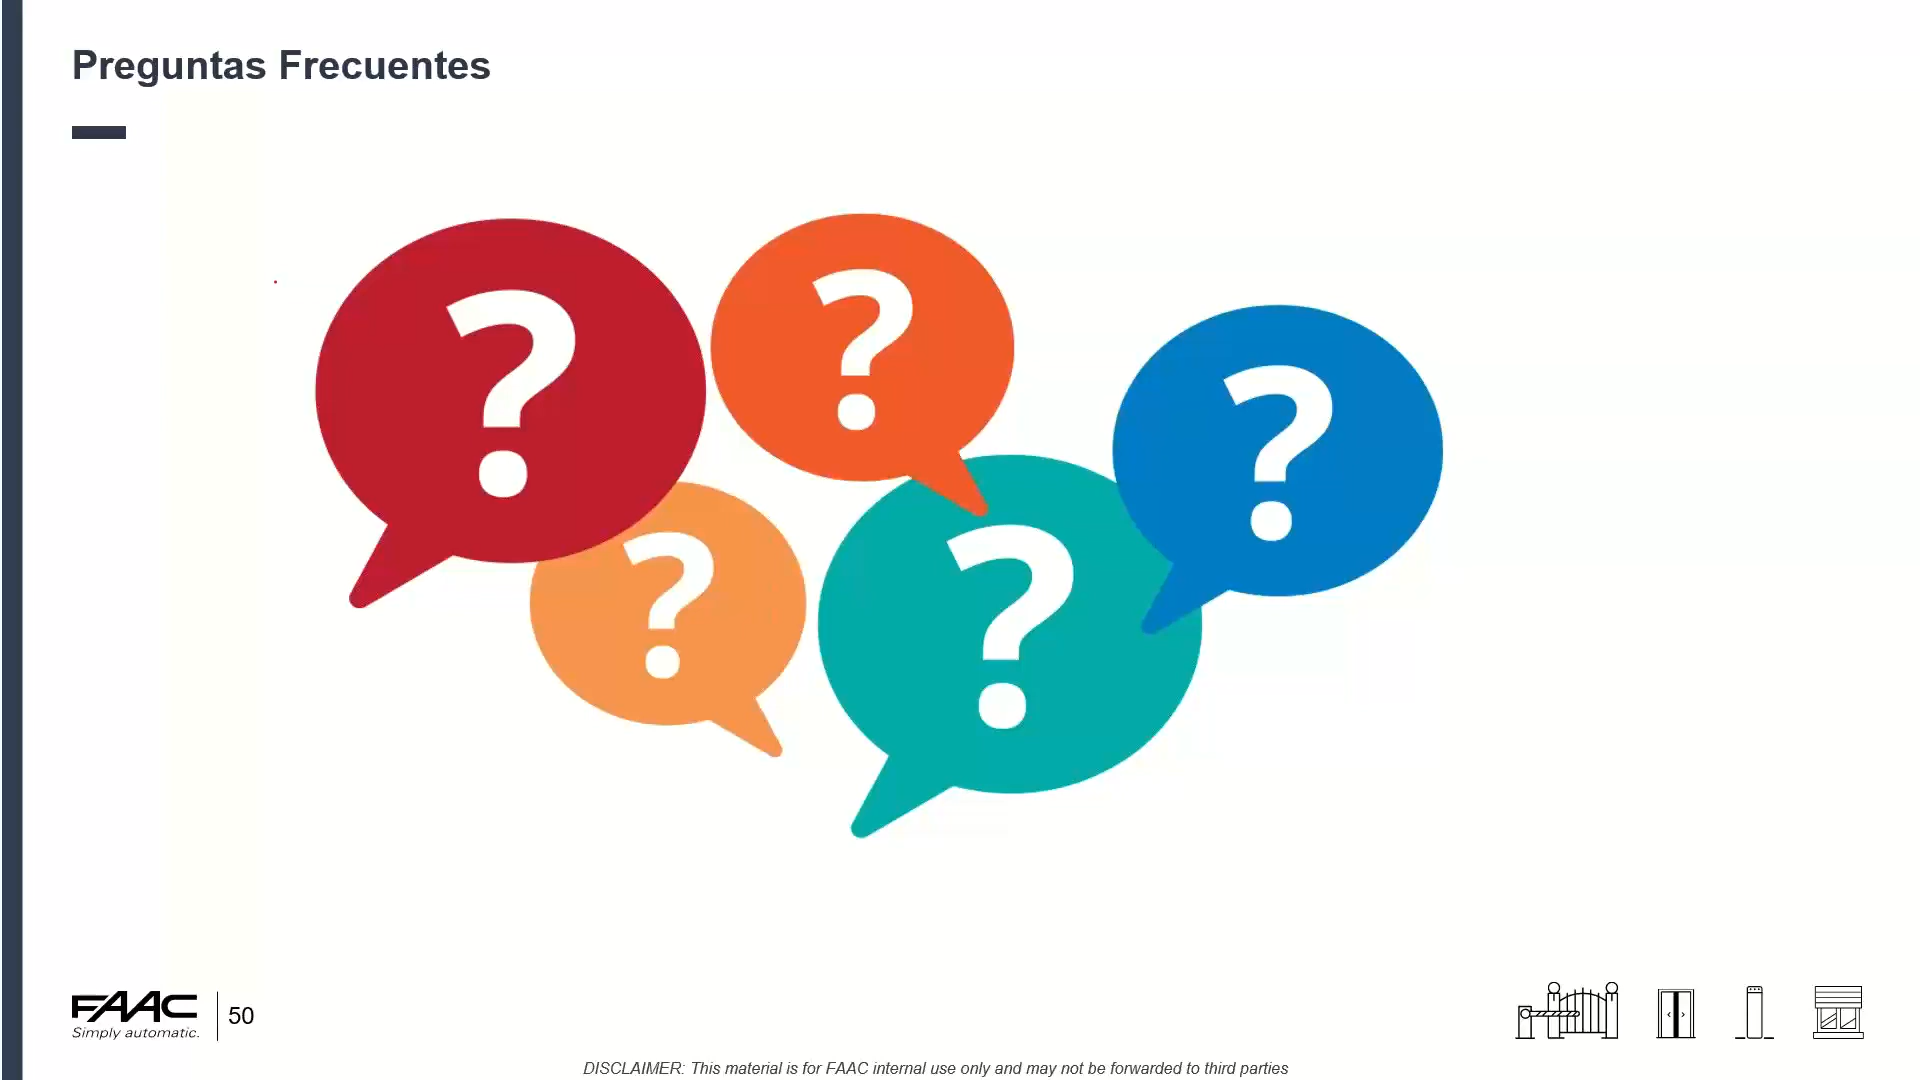 Preguntas Frecuentes
?
?
?
?
?
FAAC
Simply automatic.
50
DISCLAIMER: This material is for FAAC internal use only and may not be forwarded to third parties